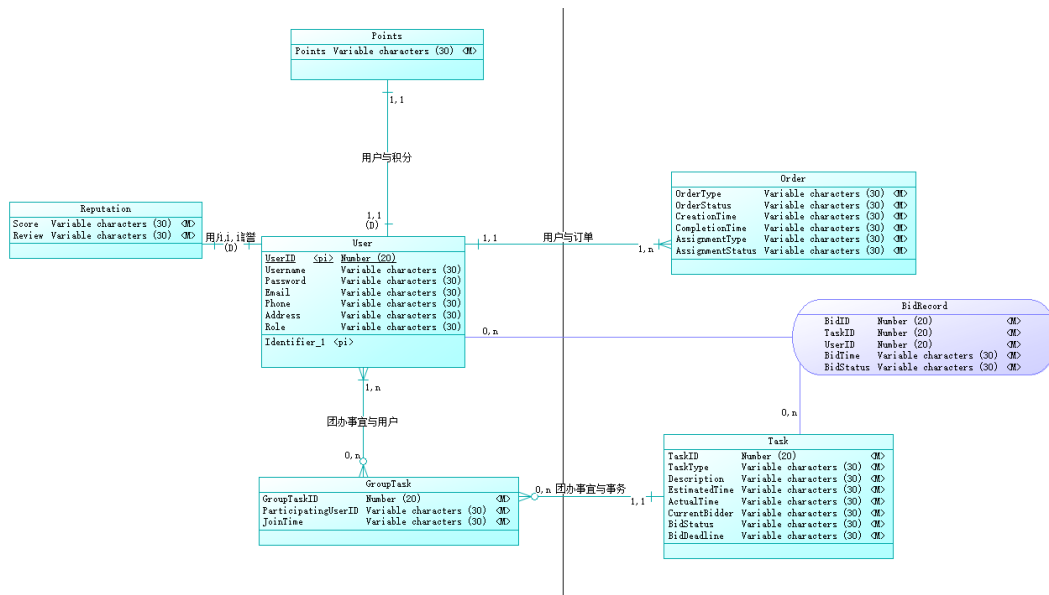 Points
Points Variable characters (30) <M>
1,1
用户与积分
1,1
(D)
Reputation
Score Variable characters (30) <M>
Review Variable characters (30) <M>
(D)
User
UserID <pi> Number (20)
Username Variable characters (30)
Password Variable characters (30)
Email Variable characters (30)
Phone Variable characters (30)
Address Variable characters (30)
Role Variable characters (30)
Identifier_1 <pi>
1,1
用户与订单
1,n
Order
OrderType Variable characters (30) <M>
OrderStatus Variable characters (30) <M>
CreationTime Variable characters (30) <M>
CompletionTime Variable characters (30) <M>
AssignmentType Variable characters (30) <M>
AssignmentStatus Variable characters (30) <M>
0,n
BidRecord
BidID Number (20) <M>
TaskID Number (20) <M>
UserID Number (20) <M>
BidTime Variable characters (30) <M>
BidStatus Variable characters (30) <M>
0,n
1,n
团办事宜与用户
0,n
GroupTask
GroupTaskID Number (20) <M>
ParticipatingUserID Variable characters (30) <M>
JoinTime Variable characters (30) <M>
0,n
团办事宜与事务
1,1
Task
TaskID Number (20) <M>
TaskType Variable characters (30) <M>
Description Variable characters (30) <M>
EstimatedTime Variable characters (30) <M>
ActualTime Variable characters (30) <M>
CurrentBidder Variable characters (30) <M>
BidStatus Variable characters (30) <M>
BidDeadline Variable characters (30) <M>